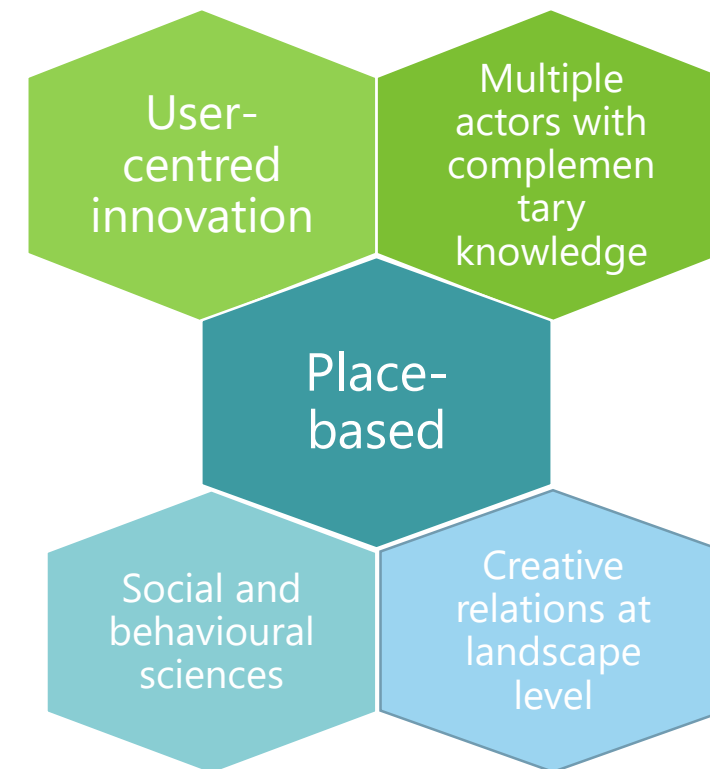 User-
centred
innovation
Multiple
actors with
complemen
tary
knowledge
Place-
based
Social and
behavioural
sciences
Creative
relations at
landscape
level